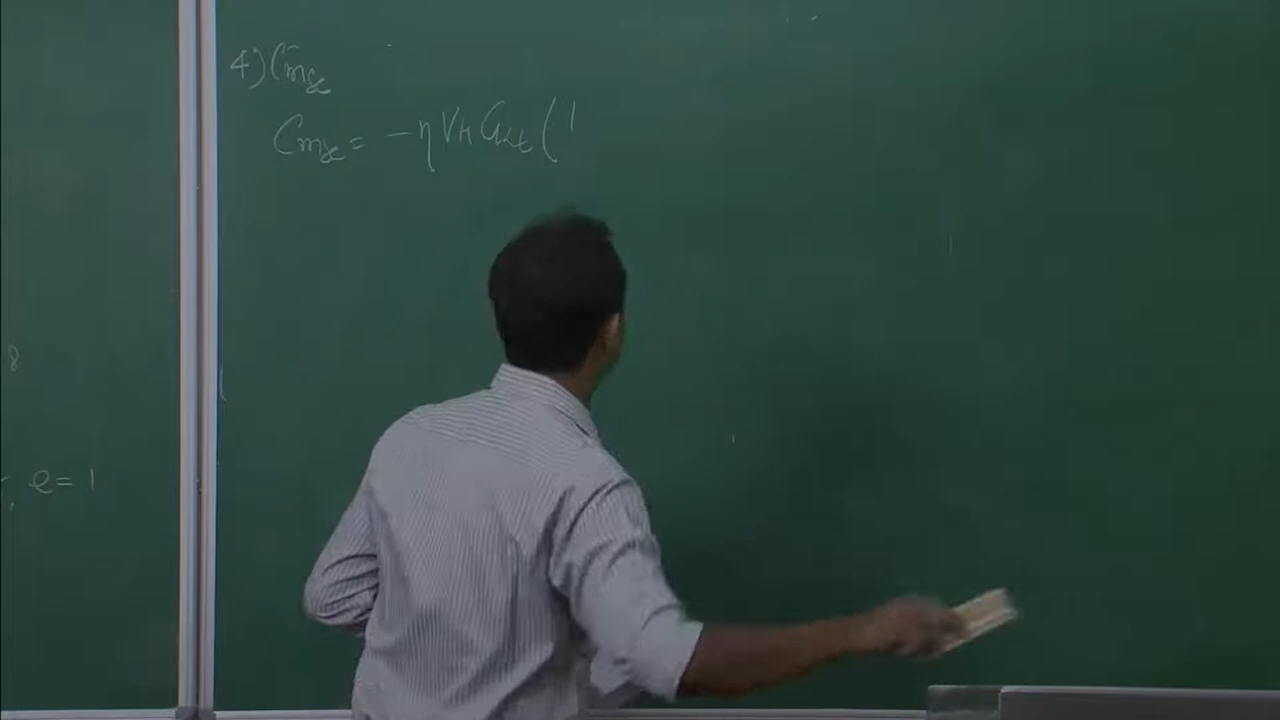 8
, e = 1
4) Cmδe
Cmδe = -η VH CLαt ( 1